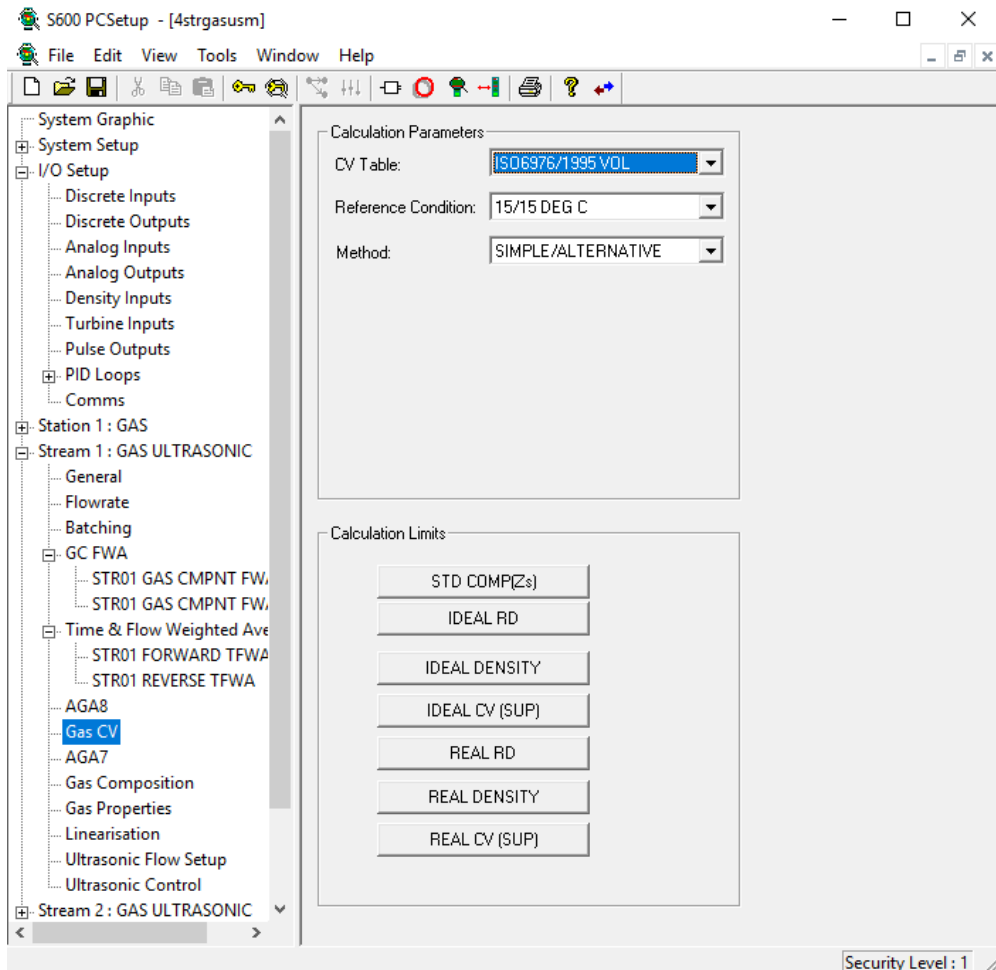 S600 PCSetup - [4strgasusm]
File Edit View Tools Window Help
System Graphic
System Setup
I/O Setup
Discrete Inputs
Discrete Outputs
Analog Inputs
Analog Outputs
Density Inputs
Turbine Inputs
Pulse Outputs
PID Loops
Comms
Station 1 : GAS
Stream 1 : GAS ULTRASONIC
General
Flowrate
Batching
GC FWA
STR01 GAS CMPNT FW
STR01 GAS CMPNT FW
Time & Flow Weighted Ave
STR01 FORWARD TFWA
STR01 REVERSE TFWA
AGA8
Gas CV
AGA7
Gas Composition
Gas Properties
Linearisation
Ultrasonic Flow Setup
Ultrasonic Control
Stream 2 : GAS ULTRASONIC
Calculation Parameters
CV Table: ISO6976/1995 VOL
Reference Condition: 15/15 DEG C
Method: SIMPLE/ALTERNATIVE
Calculation Limits
STD COMP(Zs)
IDEAL RD
IDEAL DENSITY
IDEAL CV (SUP)
REAL RD
REAL DENSITY
REAL CV (SUP)
Security Level : 1